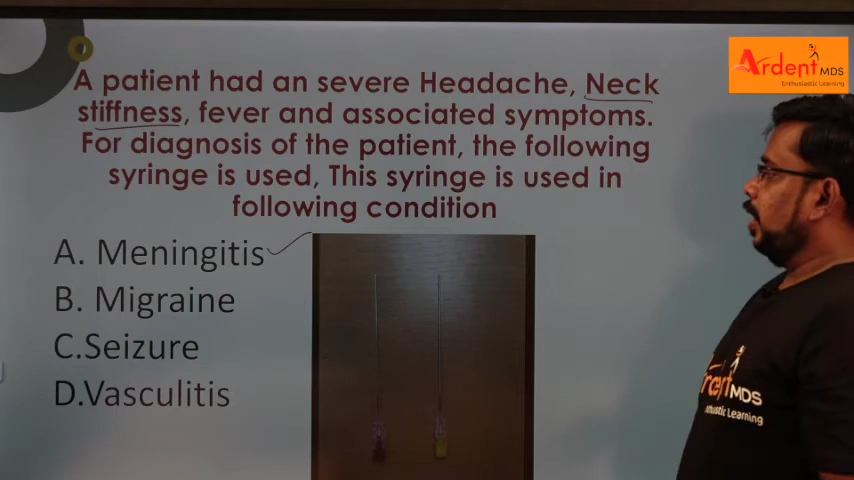 A patient had an severe Headache, Neck
stiffness, fever and associated symptoms.
For diagnosis of the patient, the following
syringe is used, This syringe is used in
following condition
A. Meningitis
B. Migraine
C.Seizure
D.Vasculitis
Ardent MDS
Enthusiastic Learning
MDS
Learning